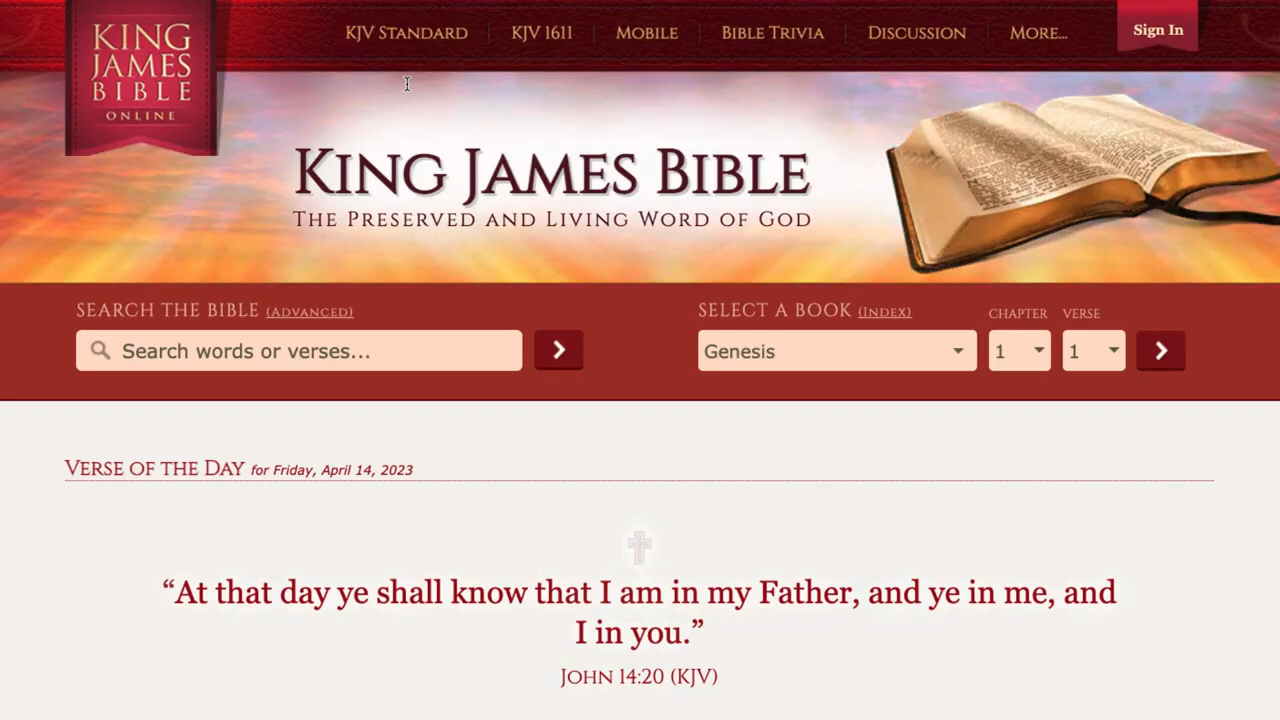 KING
JAMES
BIBLE
ONLINE
KJV STANDARD
KJV 1611
MOBILE
BIBLE TRIVIA
DISCUSSION
MORE...
Sign In
KING JAMES BIBLE
THE PRESERVED AND LIVING WORD OF GOD
SEARCH THE BIBLE (ADVANCED)
Search words or verses...
SELECT A BOOK (INDEX)
CHAPTER
VERSE
Genesis
1
1
VERSE OF THE DAY for Friday, April 14, 2023
“At that day ye shall know that I am in my Father, and ye in me, and
I in you.”
JOHN 14:20 (KJV)